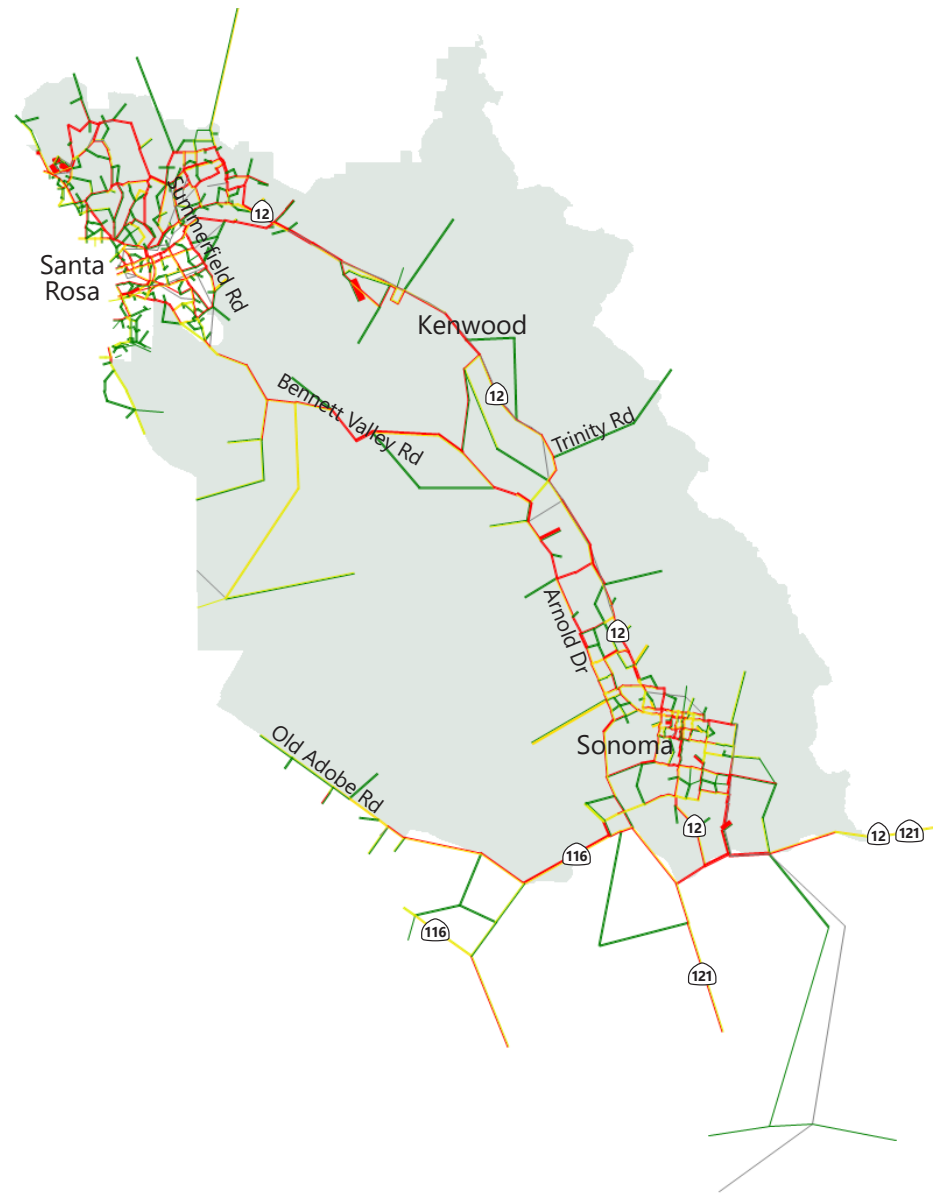 12
Summerfield Rd
Santa
Rosa
Kenwood
12
Bennett Valley Rd
Trinity Rd
Arnold Dr
12
Old Adobe Rd
Sonoma
12
12
121
116
116
121